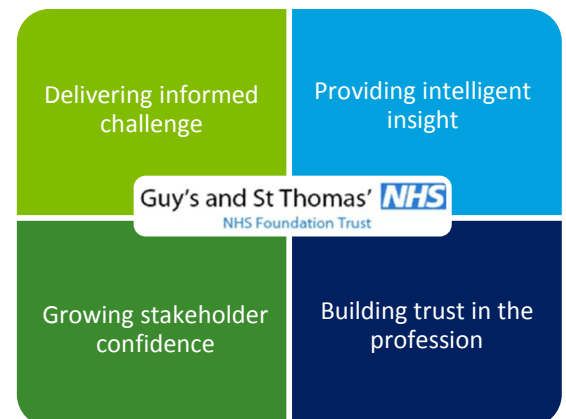 Delivering informed
challenge
Providing intelligent
insight
Guy's and St Thomas' NHS
NHS Foundation Trust
Growing stakeholder
confidence
Building trust in the
profession